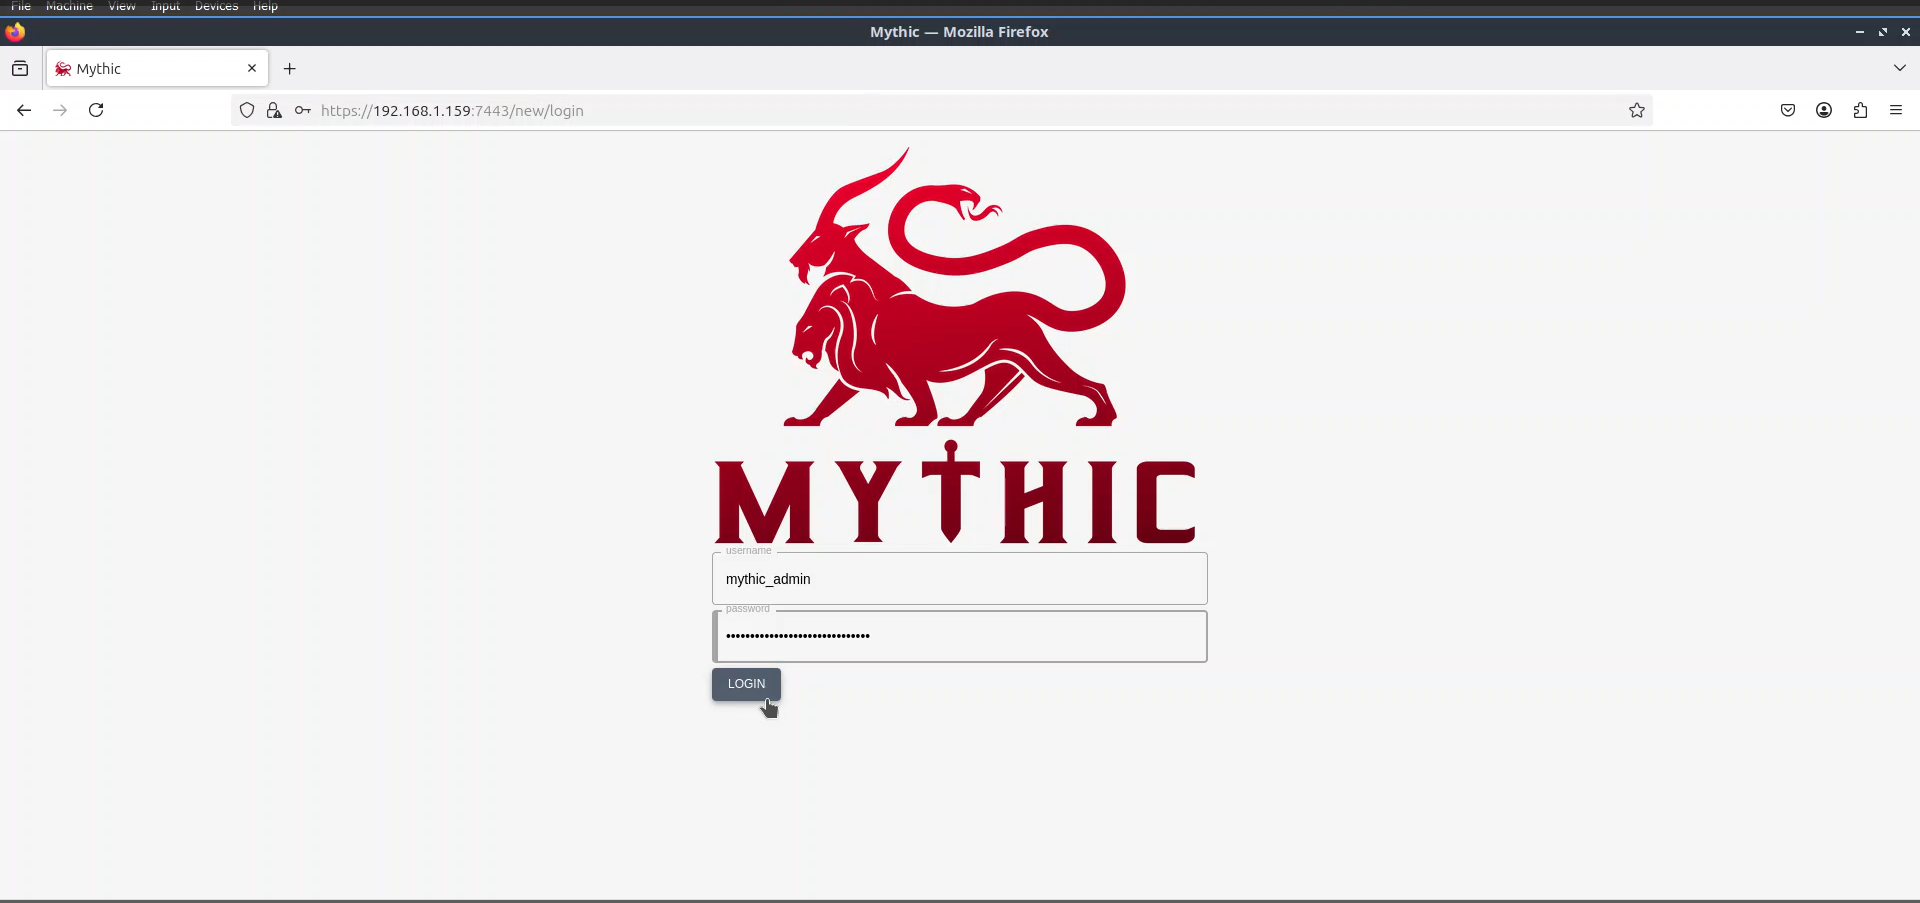 File Machine View Input Devices Help
Mythic — Mozilla Firefox
Mythic
https://192.168.1.159:7443/new/login
MYTHIC
username
mythic_admin
password
LOGIN